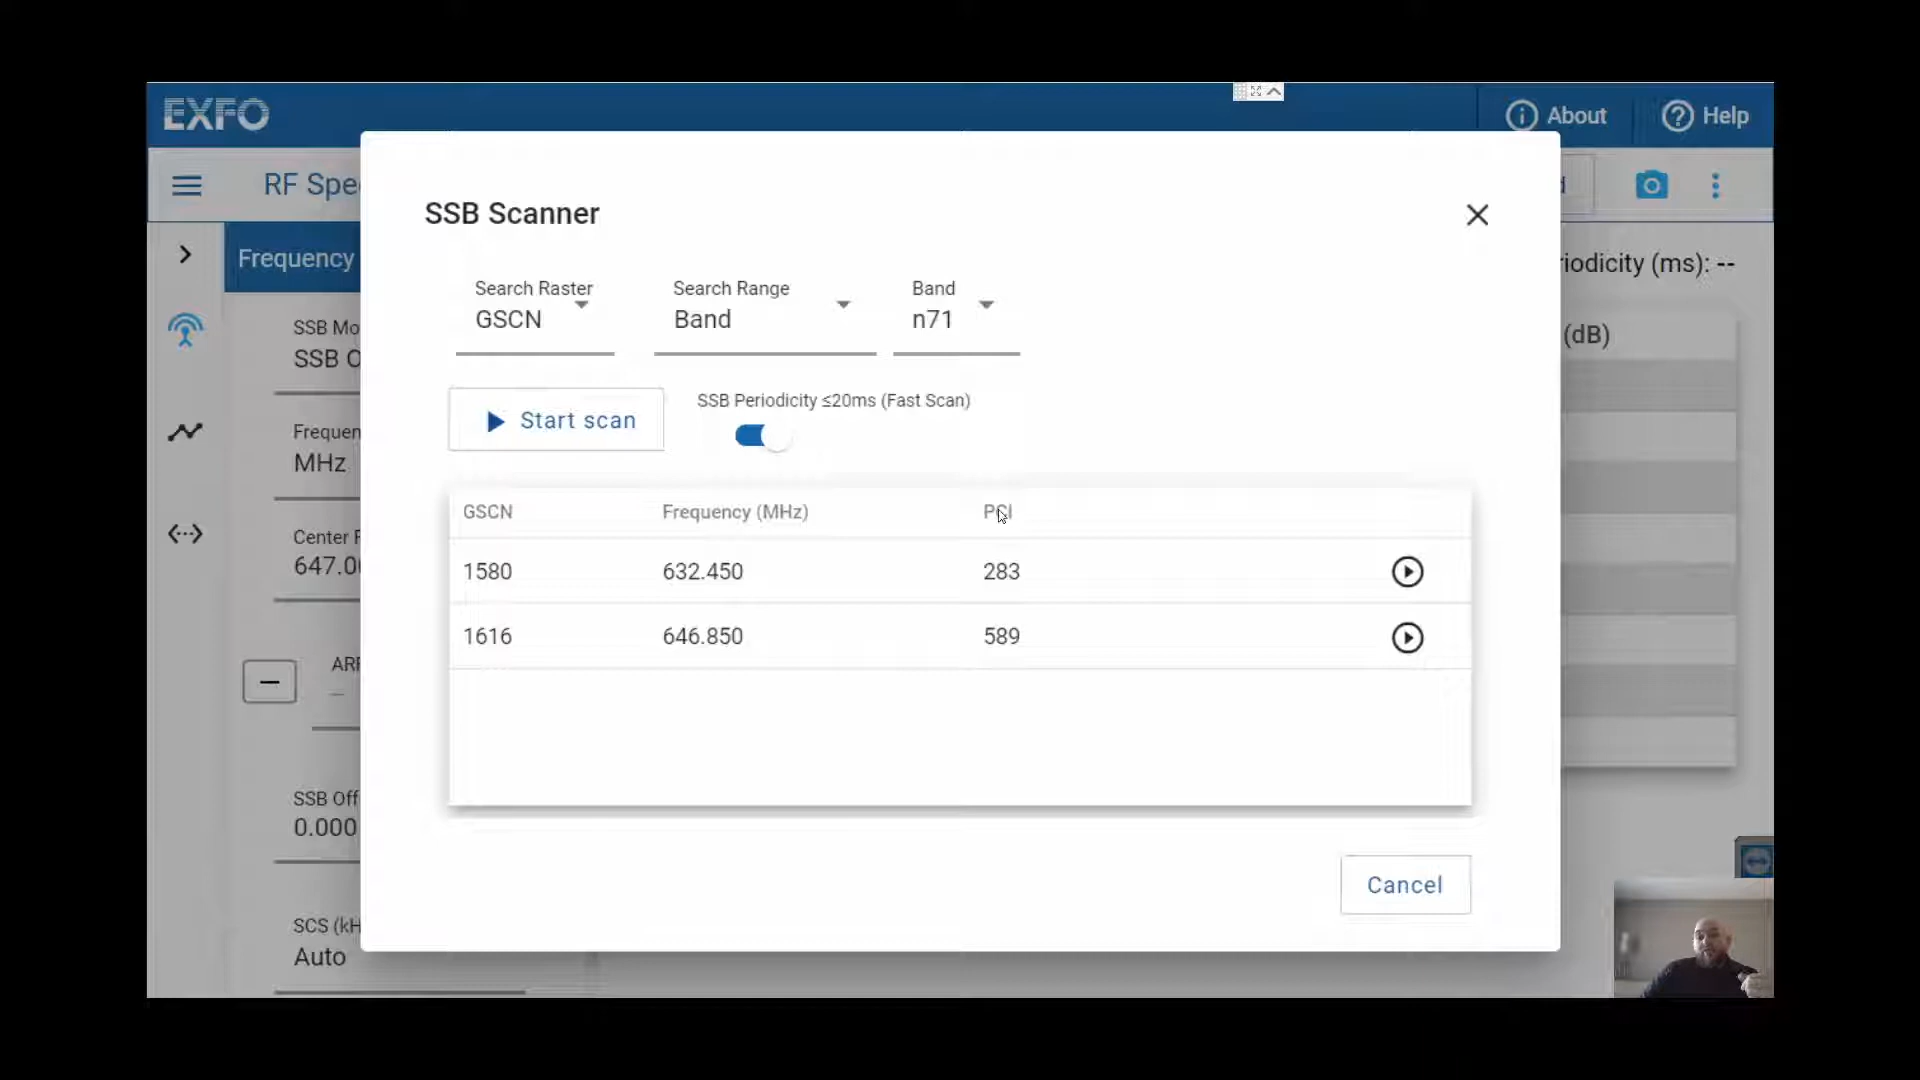 EXFO
About
Help
RF Spe
d
Frequency
riodicity (ms): --
(dB)
SSB Mo
SSB O
Frequen
MHz
Center F
647.0
ARF
--
SSB Off
0.000
SCS (kH
Auto
SSB Scanner
Search Raster
GSCN
Search Range
Band
Band
n71
Start scan
SSB Periodicity ≤20ms (Fast Scan)
GSCN Frequency (MHz) PCI
1580 632.450 283
1616 646.850 589
Cancel